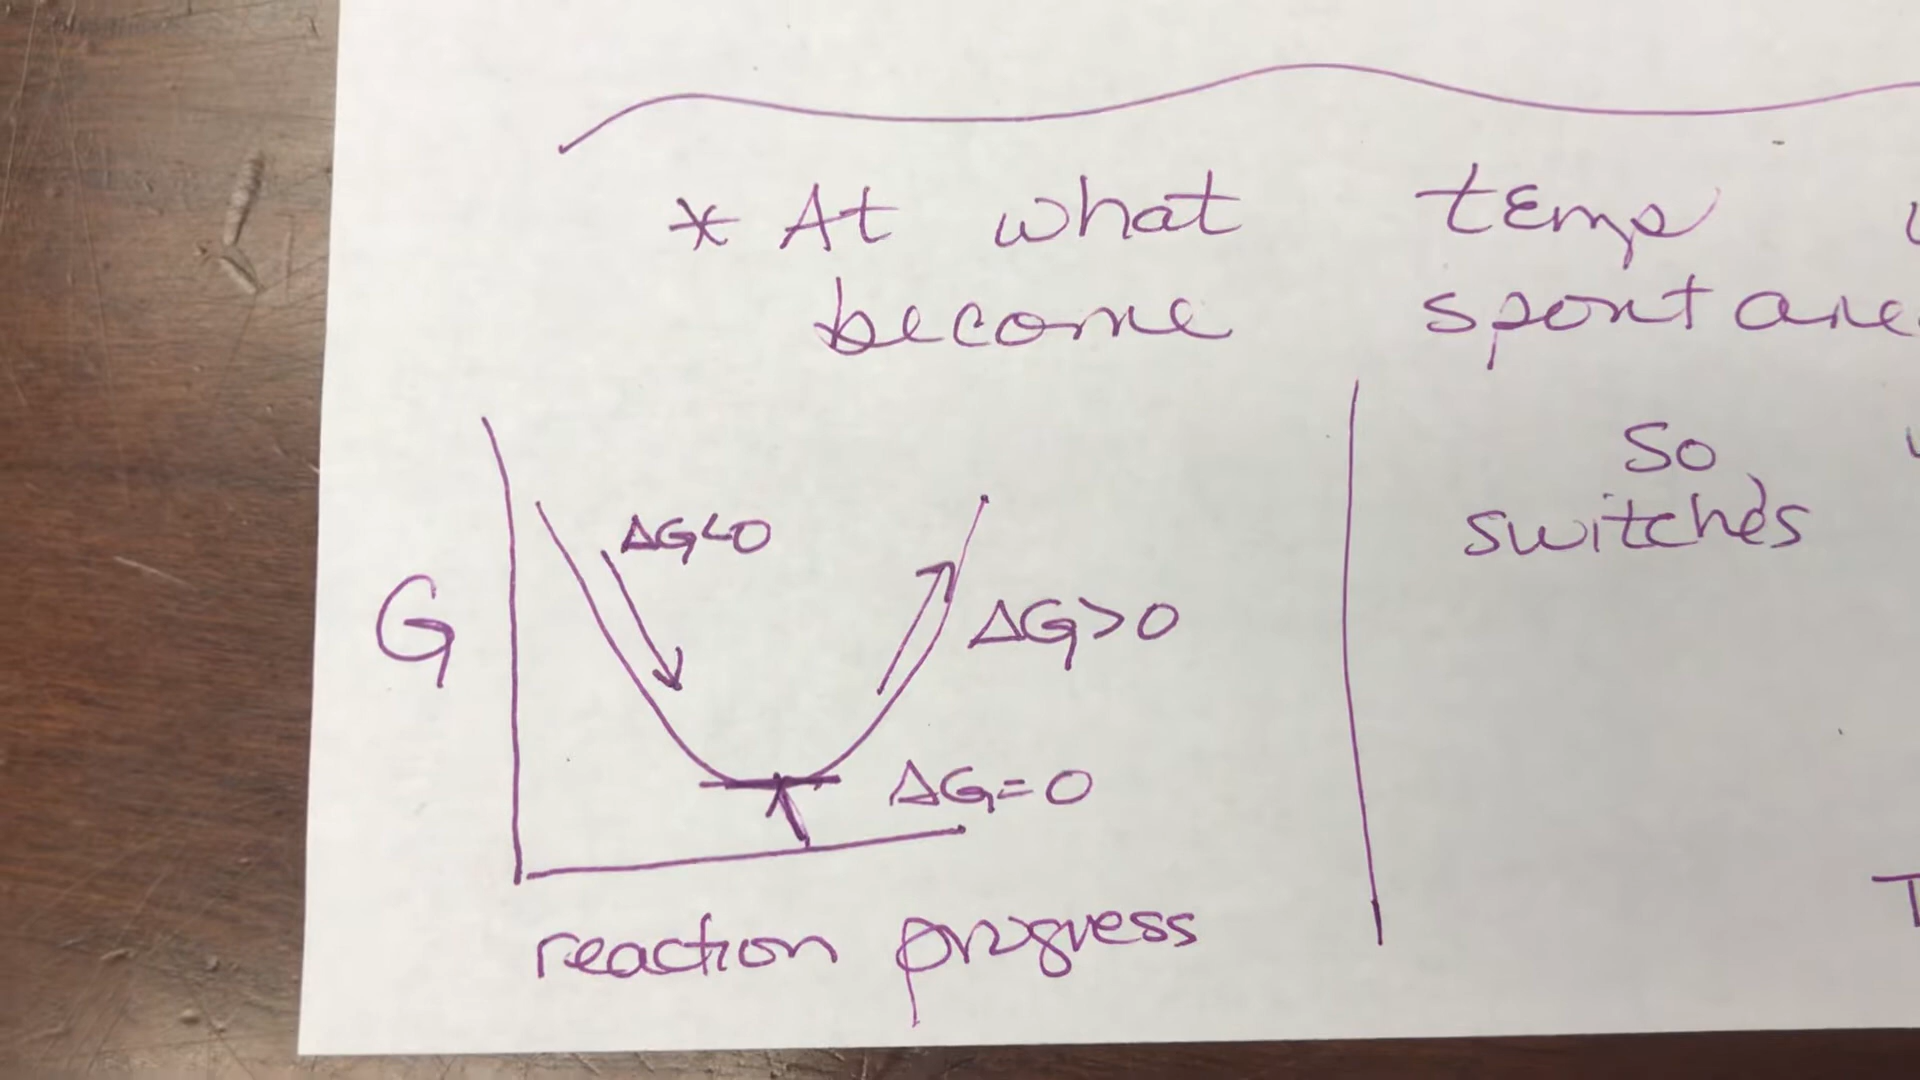 * At what temp
become spontane
So
switches
ΔG<0
G
ΔG>0
ΔG=0
reaction progress
T